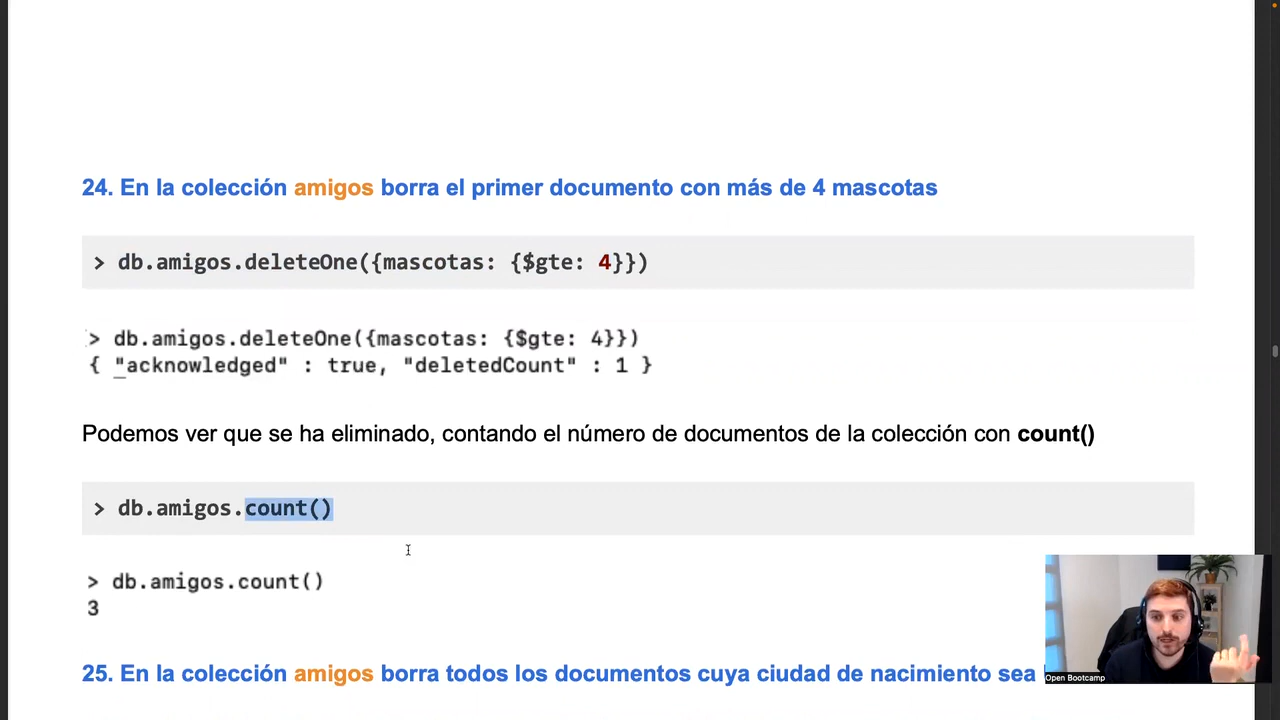 24. En la colección amigos borra el primer documento con más de 4 mascotas
> db.amigos.deleteOne({mascotas: {$gte: 4}})
> db.amigos.deleteOne({mascotas: {$gte: 4}})
{ "acknowledged" : true, "deletedCount" : 1 }
Podemos ver que se ha eliminado, contando el número de documentos de la colección con count()
> db.amigos.count()
> db.amigos.count()
3
25. En la colección amigos borra todos los documentos cuya ciudad de nacimiento sea
Open Bootcamp